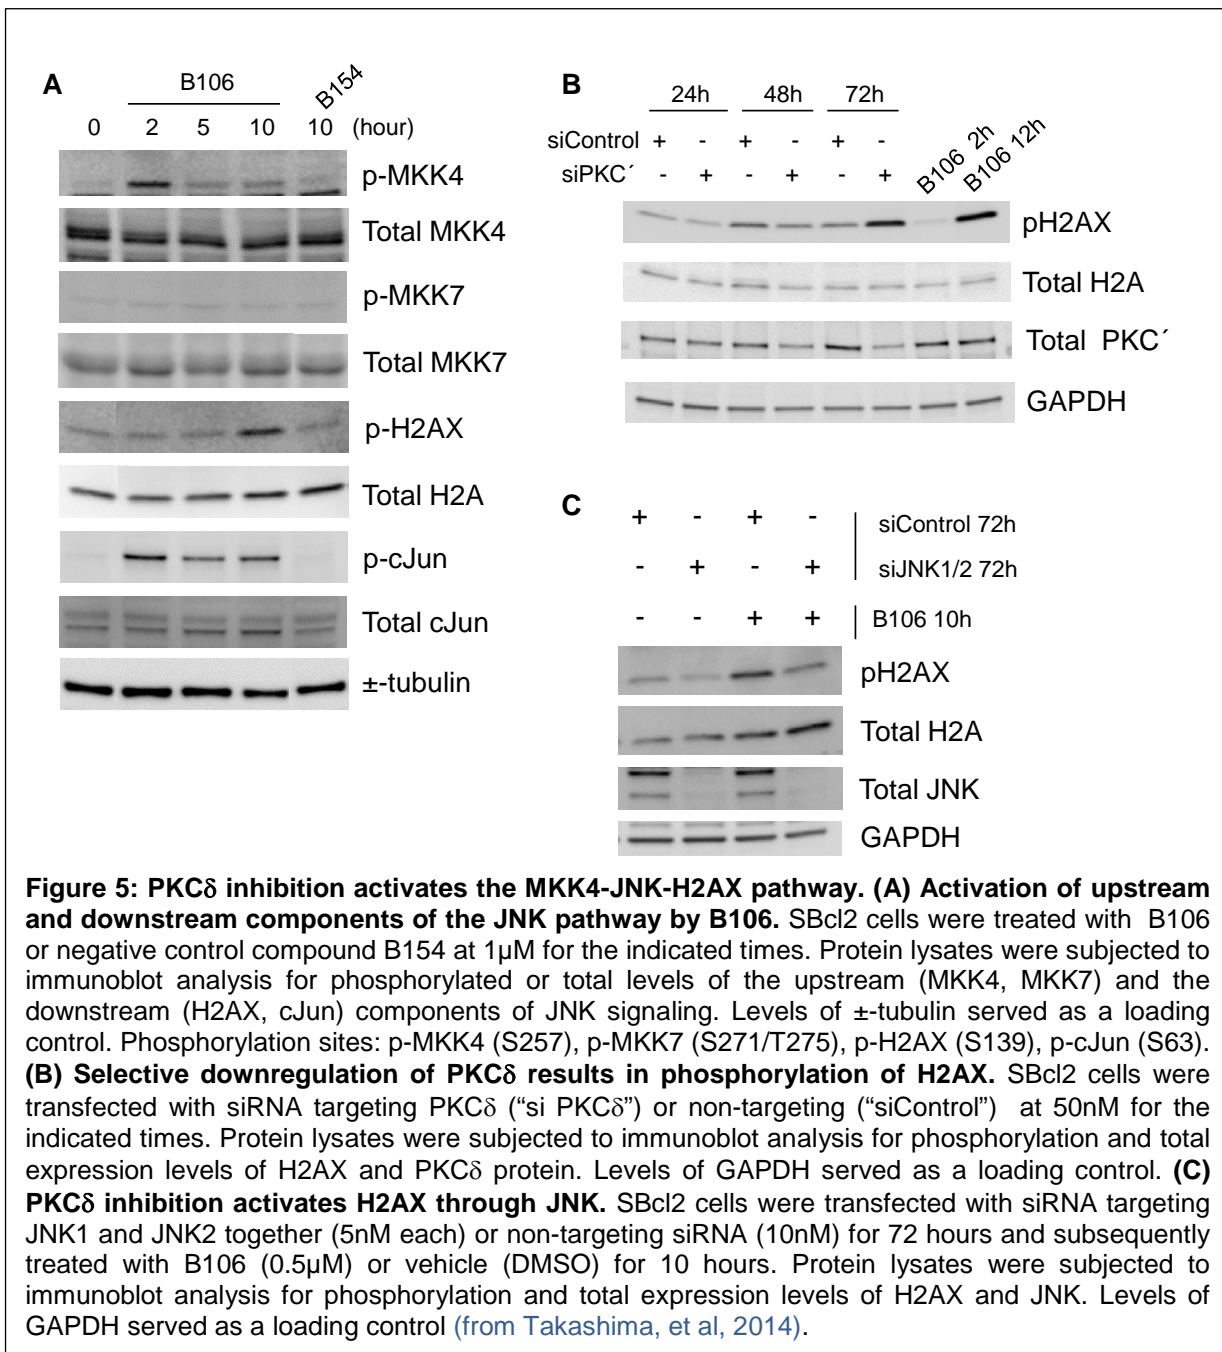 A
B106
B154
0 2 5 10 10 (hour)
p-MKK4
Total MKK4
p-MKK7
Total MKK7
p-H2AX
Total H2A
p-cJun
Total cJun
±-tubulin
B
24h 48h 72h
siControl + - + - + -
siPKC´ - + - + - +
B106 2h
B106 12h
pH2AX
Total H2A
Total PKC´
GAPDH
C
+ - + - siControl 72h
- + - + siJNK1/2 72h
- - + + B106 10h
pH2AX
Total H2A
Total JNK
GAPDH
Figure 5: PKCδ inhibition activates the MKK4-JNK-H2AX pathway. (A) Activation of upstream
and downstream components of the JNK pathway by B106. SBcl2 cells were treated with B106
or negative control compound B154 at 1µM for the indicated times. Protein lysates were subjected to
immunoblot analysis for phosphorylated or total levels of the upstream (MKK4, MKK7) and the
downstream (H2AX, cJun) components of JNK signaling. Levels of ±-tubulin served as a loading
control. Phosphorylation sites: p-MKK4 (S257), p-MKK7 (S271/T275), p-H2AX (S139), p-cJun (S63).
(B) Selective downregulation of PKCδ results in phosphorylation of H2AX. SBcl2 cells were
transfected with siRNA targeting PKCδ (“si PKCδ”) or non-targeting (“siControl”) at 50nM for the
indicated times. Protein lysates were subjected to immunoblot analysis for phosphorylation and total
expression levels of H2AX and PKCδ protein. Levels of GAPDH served as a loading control. (C)
PKCδ inhibition activates H2AX through JNK. SBcl2 cells were transfected with siRNA targeting
JNK1 and JNK2 together (5nM each) or non-targeting siRNA (10nM) for 72 hours and subsequently
treated with B106 (0.5µM) or vehicle (DMSO) for 10 hours. Protein lysates were subjected to
immunoblot analysis for phosphorylation and total expression levels of H2AX and JNK. Levels of
GAPDH served as a loading control (from Takashima, et al, 2014).